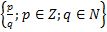 {p/q; p ∈ Z; q ∈ N}